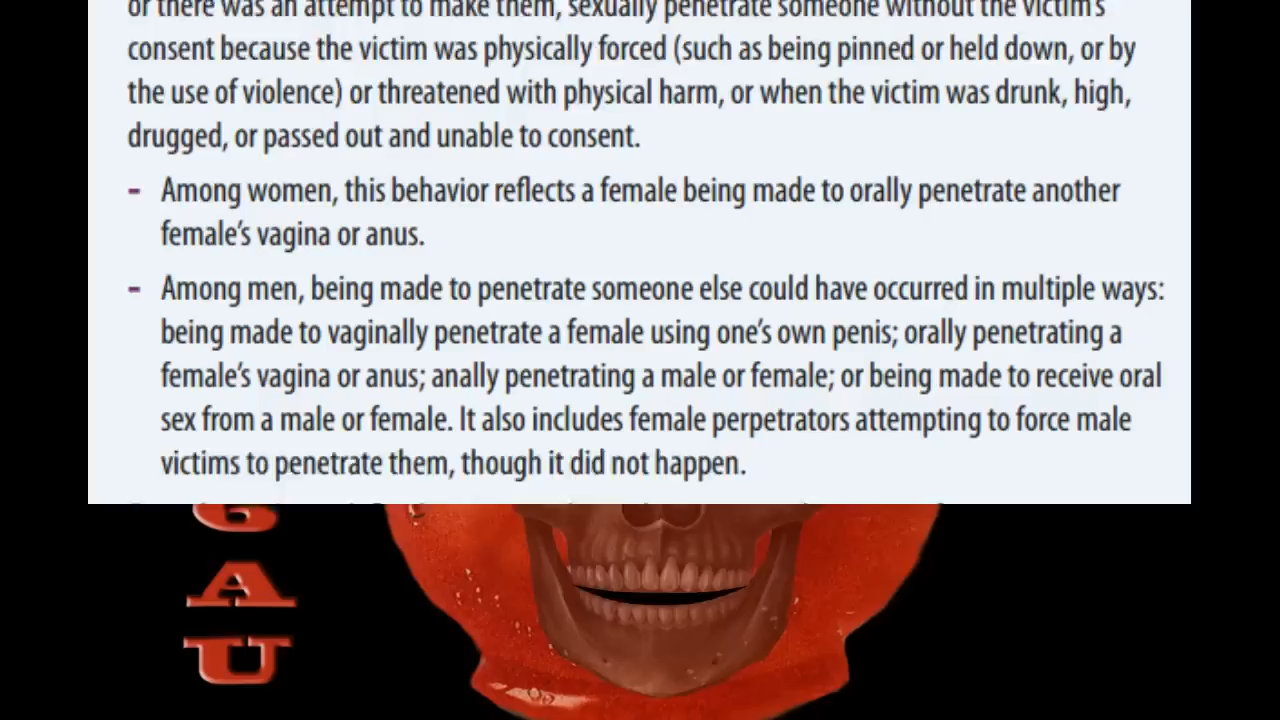 or there was an attempt to make them, sexually penetrate someone without the victim's
consent because the victim was physically forced (such as being pinned or held down, or by
the use of violence) or threatened with physical harm, or when the victim was drunk, high,
drugged, or passed out and unable to consent.
- Among women, this behavior reflects a female being made to orally penetrate another
female's vagina or anus.
- Among men, being made to penetrate someone else could have occurred in multiple ways:
being made to vaginally penetrate a female using one's own penis; orally penetrating a
female's vagina or anus; anally penetrating a male or female; or being made to receive oral
sex from a male or female. It also includes female perpetrators attempting to force male
victims to penetrate them, though it did not happen.
A
U